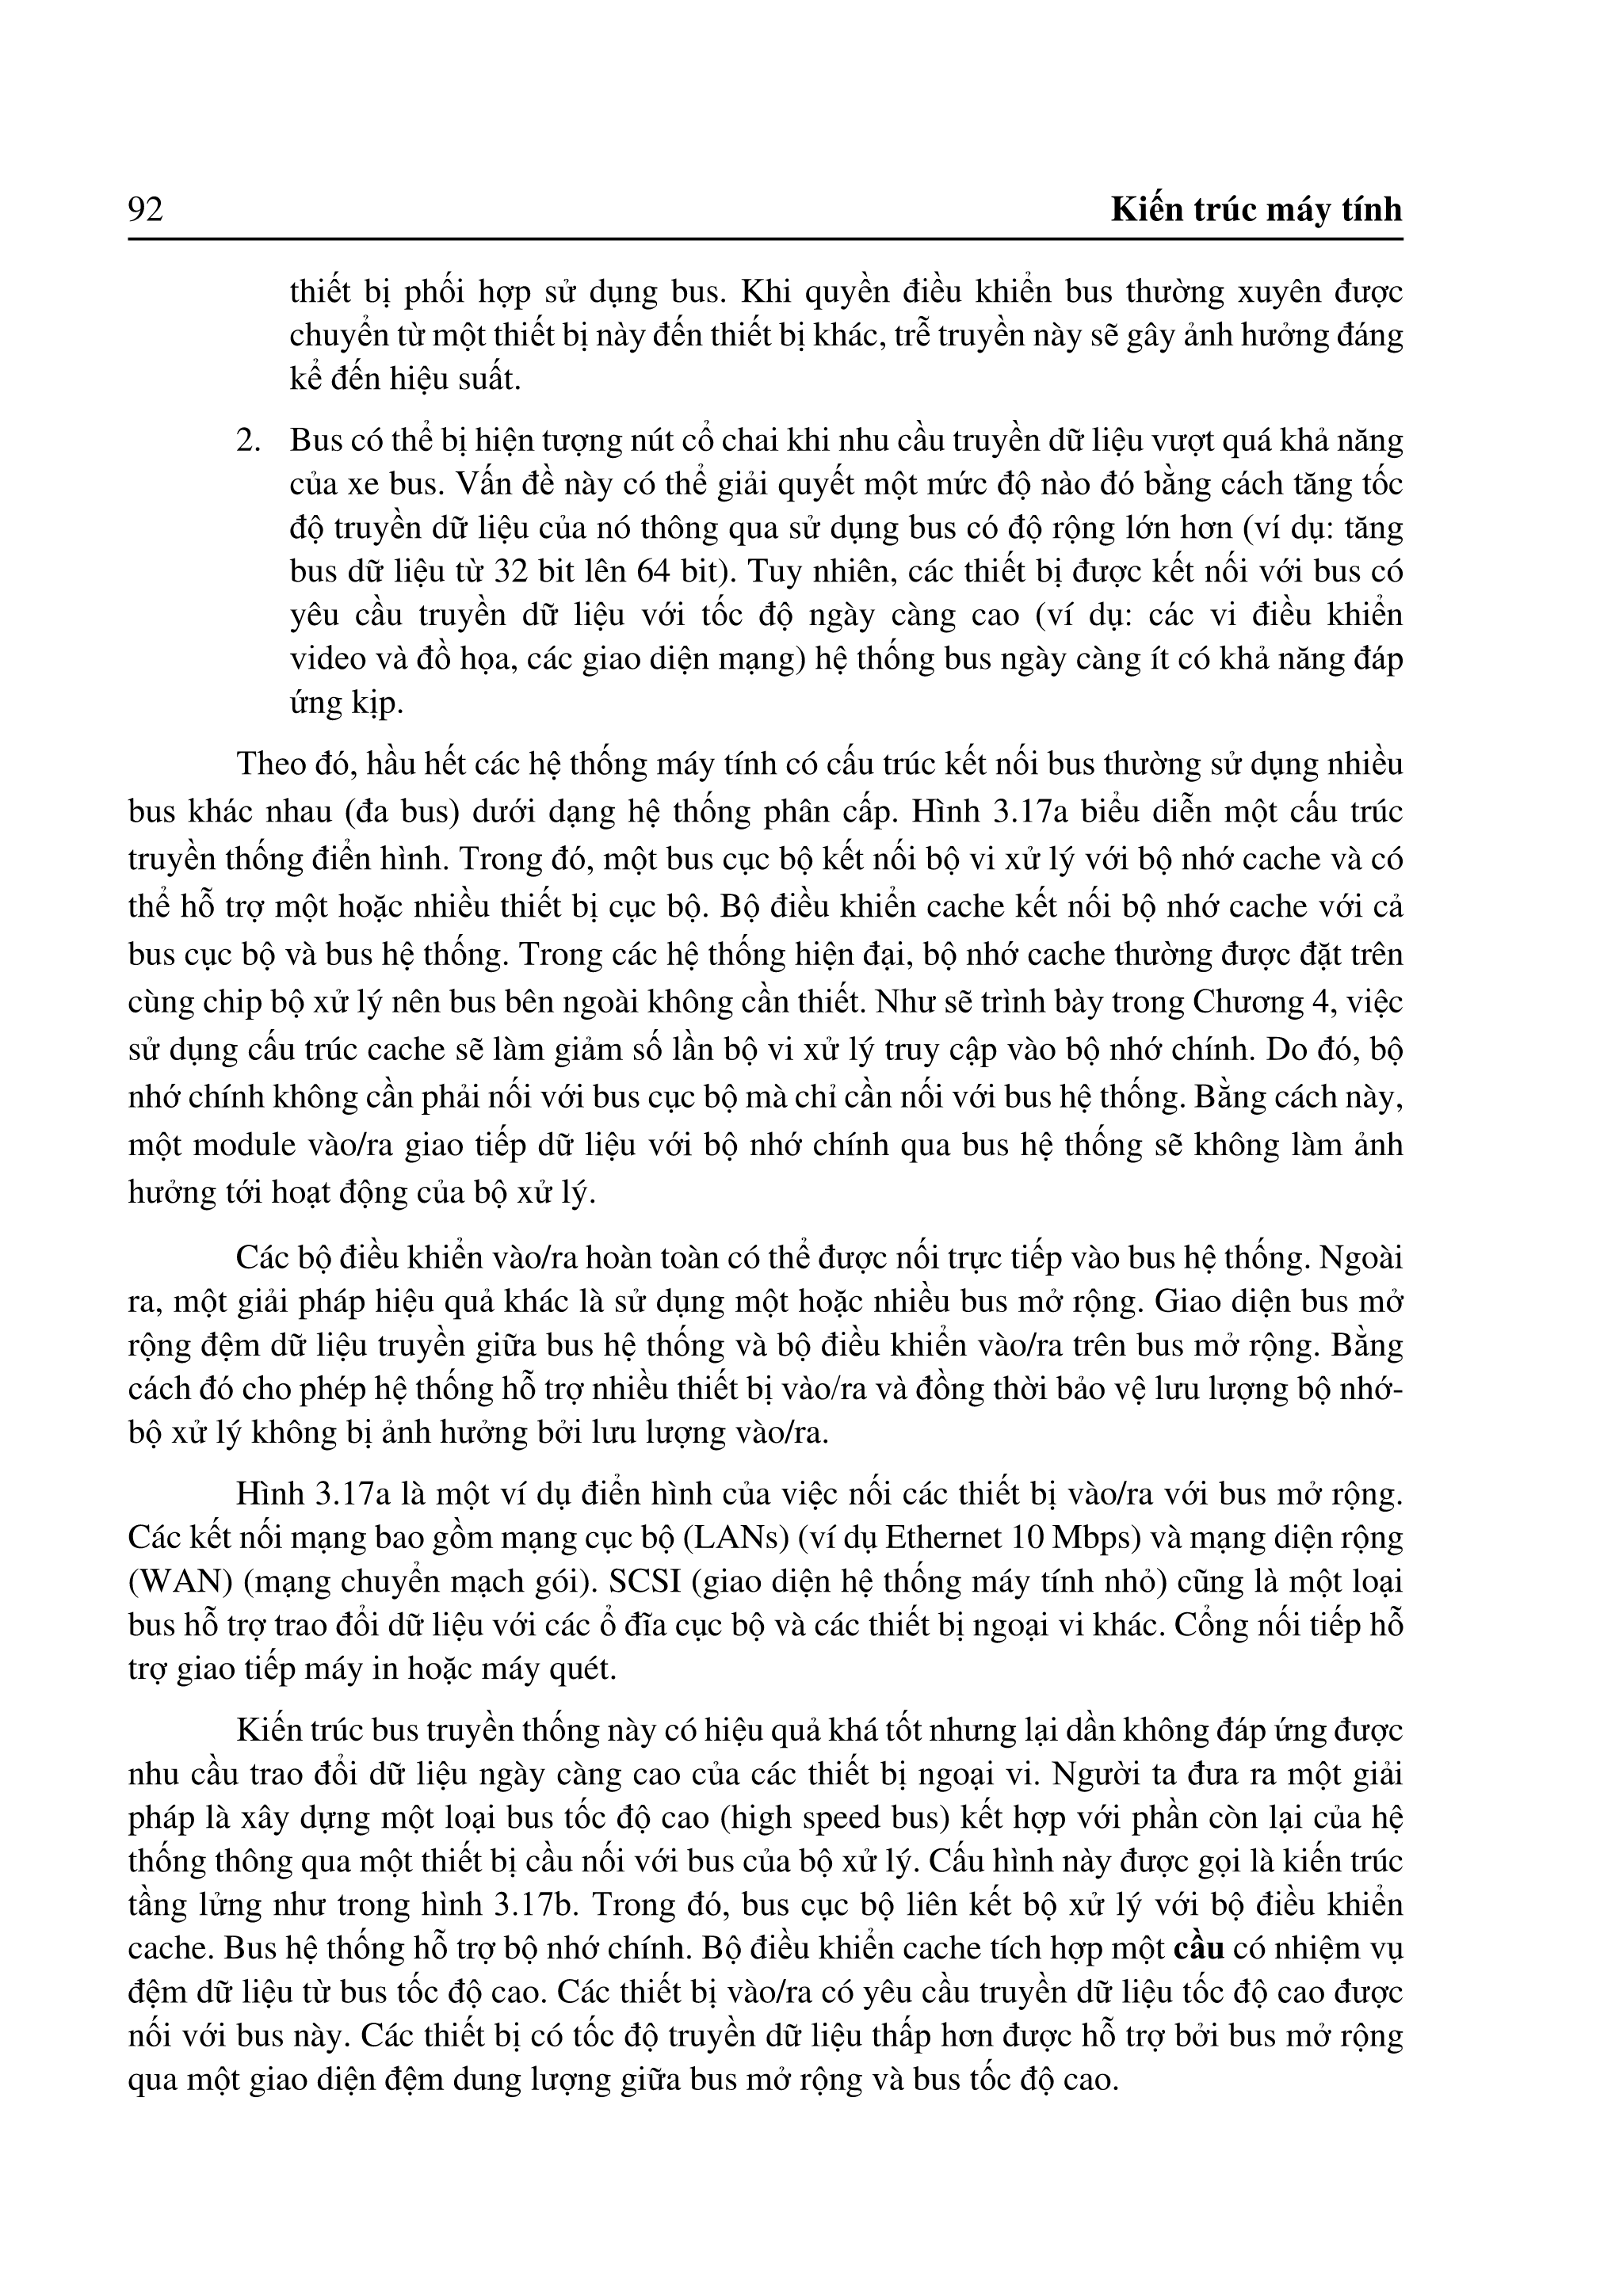 92
Kiến trúc máy tính
thiết bị phối hợp sử dụng bus. Khi quyền điều khiển bus thường xuyên được
chuyển từ một thiết bị này đến thiết bị khác, trễ truyền này sẽ gây ảnh hưởng đáng
kể đến hiệu suất.
2. Bus có thể bị hiện tượng nút cổ chai khi nhu cầu truyền dữ liệu vượt quá khả năng
của xe bus. Vấn đề này có thể giải quyết một mức độ nào đó bằng cách tăng tốc
độ truyền dữ liệu của nó thông qua sử dụng bus có độ rộng lớn hơn (ví dụ: tăng
bus dữ liệu từ 32 bit lên 64 bit). Tuy nhiên, các thiết bị được kết nối với bus có
yêu cầu truyền dữ liệu với tốc độ ngày càng cao (ví dụ: các vi điều khiển
video và đồ họa, các giao diện mạng) hệ thống bus ngày càng ít có khả năng đáp
ứng kịp.
Theo đó, hầu hết các hệ thống máy tính có cấu trúc kết nối bus thường sử dụng nhiều
bus khác nhau (đa bus) dưới dạng hệ thống phân cấp. Hình 3.17a biểu diễn một cấu trúc
truyền thống điển hình. Trong đó, một bus cục bộ kết nối bộ vi xử lý với bộ nhớ cache và có
thể hỗ trợ một hoặc nhiều thiết bị cục bộ. Bộ điều khiển cache kết nối bộ nhớ cache với cả
bus cục bộ và bus hệ thống. Trong các hệ thống hiện đại, bộ nhớ cache thường được đặt trên
cùng chip bộ xử lý nên bus bên ngoài không cần thiết. Như sẽ trình bày trong Chương 4, việc
sử dụng cấu trúc cache sẽ làm giảm số lần bộ vi xử lý truy cập vào bộ nhớ chính. Do đó, bộ
nhớ chính không cần phải nối với bus cục bộ mà chỉ cần nối với bus hệ thống. Bằng cách này,
một module vào/ra giao tiếp dữ liệu với bộ nhớ chính qua bus hệ thống sẽ không làm ảnh
hưởng tới hoạt động của bộ xử lý.
Các bộ điều khiển vào/ra hoàn toàn có thể được nối trực tiếp vào bus hệ thống. Ngoài
ra, một giải pháp hiệu quả khác là sử dụng một hoặc nhiều bus mở rộng. Giao diện bus mở
rộng đệm dữ liệu truyền giữa bus hệ thống và bộ điều khiển vào/ra trên bus mở rộng. Bằng
cách đó cho phép hệ thống hỗ trợ nhiều thiết bị vào/ra và đồng thời bảo vệ lưu lượng bộ nhớ-
bộ xử lý không bị ảnh hưởng bởi lưu lượng vào/ra.
Hình 3.17a là một ví dụ điển hình của việc nối các thiết bị vào/ra với bus mở rộng.
Các kết nối mạng bao gồm mạng cục bộ (LANs) (ví dụ Ethernet 10 Mbps) và mạng diện rộng
(WAN) (mạng chuyển mạch gói). SCSI (giao diện hệ thống máy tính nhỏ) cũng là một loại
bus hỗ trợ trao đổi dữ liệu với các ổ đĩa cục bộ và các thiết bị ngoại vi khác. Cổng nối tiếp hỗ
trợ giao tiếp máy in hoặc máy quét.
Kiến trúc bus truyền thống này có hiệu quả khá tốt nhưng lại dần không đáp ứng được
nhu cầu trao đổi dữ liệu ngày càng cao của các thiết bị ngoại vi. Người ta đưa ra một giải
pháp là xây dựng một loại bus tốc độ cao (high speed bus) kết hợp với phần còn lại của hệ
thống thông qua một thiết bị cầu nối với bus của bộ xử lý. Cấu hình này được gọi là kiến trúc
tầng lửng như trong hình 3.17b. Trong đó, bus cục bộ liên kết bộ xử lý với bộ điều khiển
cache. Bus hệ thống hỗ trợ bộ nhớ chính. Bộ điều khiển cache tích hợp một cầu có nhiệm vụ
đệm dữ liệu từ bus tốc độ cao. Các thiết bị vào/ra có yêu cầu truyền dữ liệu tốc độ cao được
nối với bus này. Các thiết bị có tốc độ truyền dữ liệu thấp hơn được hỗ trợ bởi bus mở rộng
qua một giao diện đệm dung lượng giữa bus mở rộng và bus tốc độ cao.